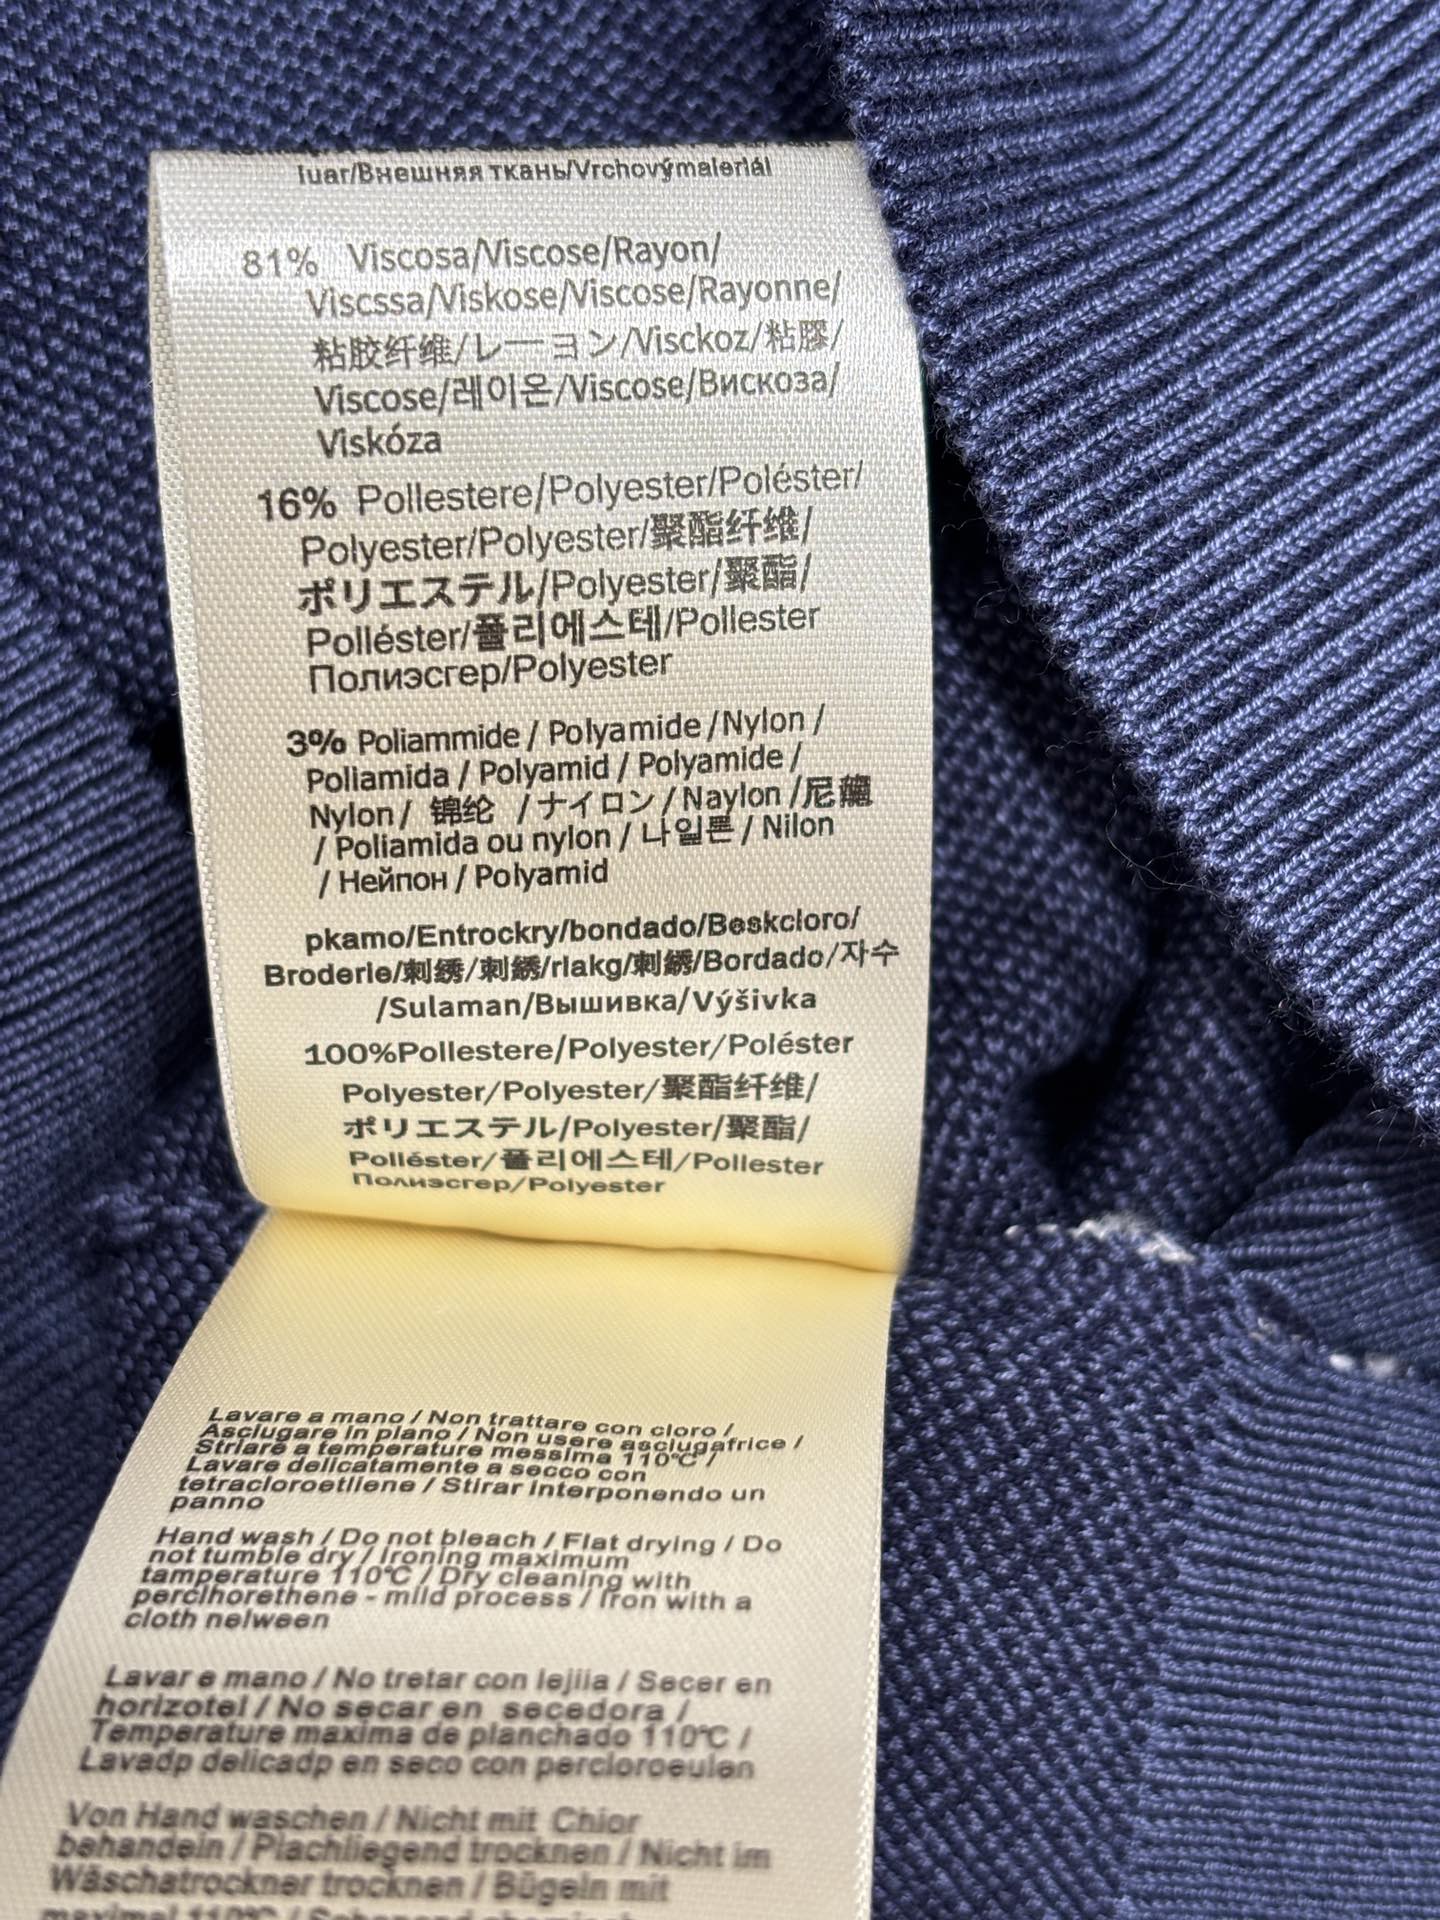 luar/Внешняя ткань/Vrchovýmaleriál
81% Viscosa/Viscose/Rayon/
Viscssa/Viskose/Viscose/Rayonne/
粘胶纤维/レーヨン/Visckoz/粘膠/
Viscose/레이온/Viscose/Вискоза/
Viskóza
16% Pollestere/Polyester/Poléster/
Polyester/Polyester/聚酯纤维/
ポリエステル/Polyester/聚酯/
Polléster/폴리에스테/Pollester
Полиэсгер/Polyester
3% Poliammide / Polyamide /Nylon /
Poliamida / Polyamid / Polyamide /
Nylon / 锦纶 /ナイロン / Naylon /尼龍
/ Poliamida ou nylon / 나일론 / Nilon
/ Нейпон / Polyamid
pkamo/Entrockry/bondado/Beskcloro/
Broderle/刺绣/刺繡/rlakg/刺繡/Bordado/자수
/Sulaman/Вышивка/Výšivka
100%Pollestere/Polyester/Poléster
Polyester/Polyester/聚酯纤维/
ポリエステル/Polyester/聚酯/
Polléster/폴리에스테/Pollester
Полиэсгер/Polyester
Lavare a mano / Non trattare con cloro /
Asclugare in plano / Non usere asclugafrice /
Strlare a temperature messima 110℃ /
Lavare delicatamente a secco con
tetracloroetliene / Stirar Interponendo un
panno
Hand wash / Do not bleach / Flat drying / Do
not tumble dry / Ironing maximum
tamperature 110℃ / Dry cleaning with
perclhorethene - mild process / Iron with a
cloth nelween
Lavar e mano / No tretar con lejlia / Secer en
horizotel / No secar en secedora /
Temperature maxima de planchado 110℃ /
Lavadp delicadp en seco con percloroeulen
Von Hand waschen / Nicht mit Chior
behandein / Plachliegend trocknen / Nicht im
Wäschatrockner trocknen / Bügeln mit
maximel 110℃ /